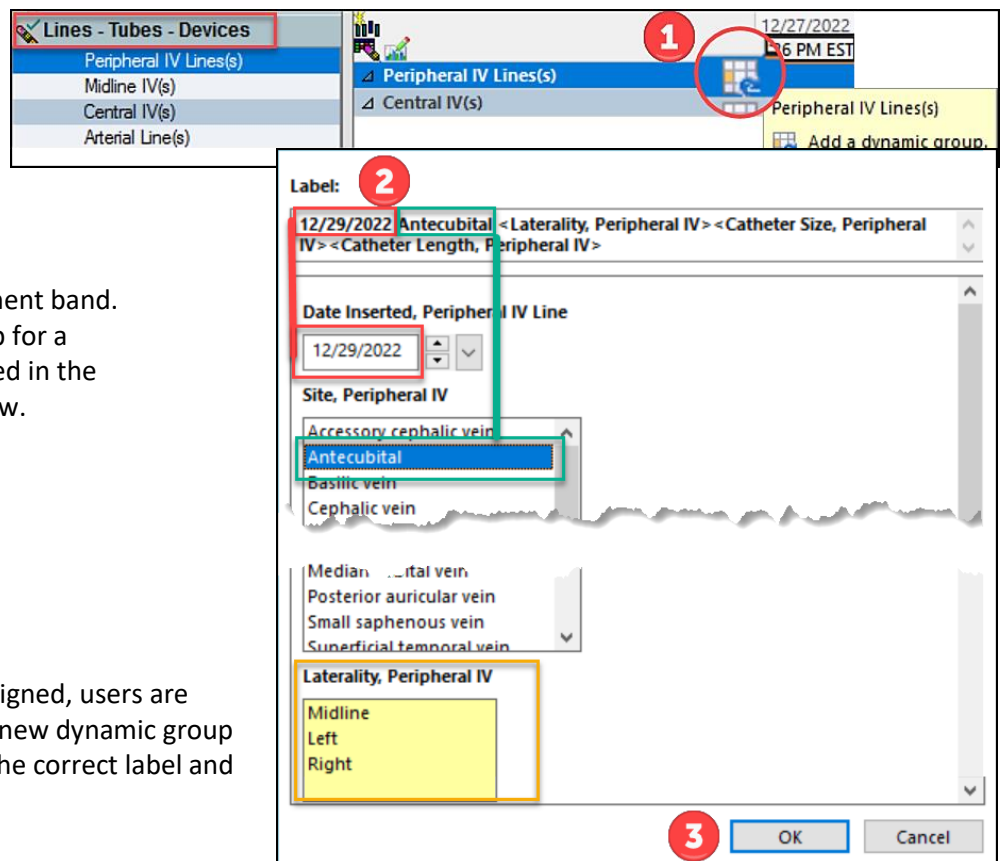 Lines - Tubes - Devices
Peripheral IV Lines(s)
Midline IV(s)
Central IV(s)
Arterial Line(s)
12/27/2022
1
36 PM EST
Peripheral IV Lines(s)
Central IV(s)
Peripheral IV Lines(s)
Add a dynamic group.
Label:
2
12/29/2022 Antecubital <Laterality, Peripheral IV><Catheter Size, Peripheral
IV><Catheter Length, Peripheral IV>
Date Inserted, Peripheral IV Line
12/29/2022
Site, Peripheral IV
Accessory cephalic vein
Antecubital
Basilic vein
Cephalic vein
Median vein
Posterior auricular vein
Small saphenous vein
Superficial temporal vein
Laterality, Peripheral IV
Midline
Left
Right
3
OK
Cancel
ent band.
for a
ed in the
w.
igned, users are
new dynamic group
he correct label and